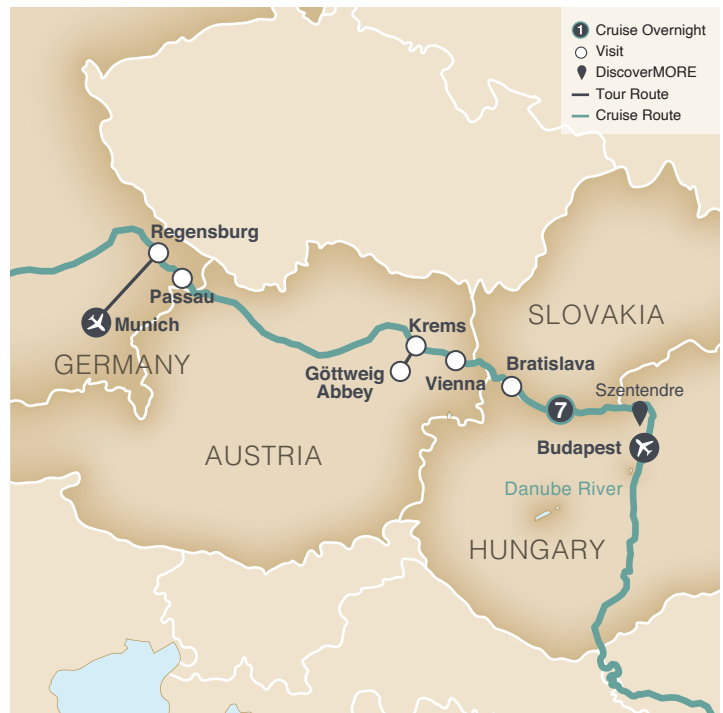 1 Cruise Overnight
Visit
DiscoverMORE
Tour Route
Cruise Route
Regensburg
Passau
Munich
GERMANY
Krems
Göttweig
Abbey
Vienna
AUSTRIA
SLOVAKIA
Bratislava
Szentendre
7
Budapest
Danube River
HUNGARY